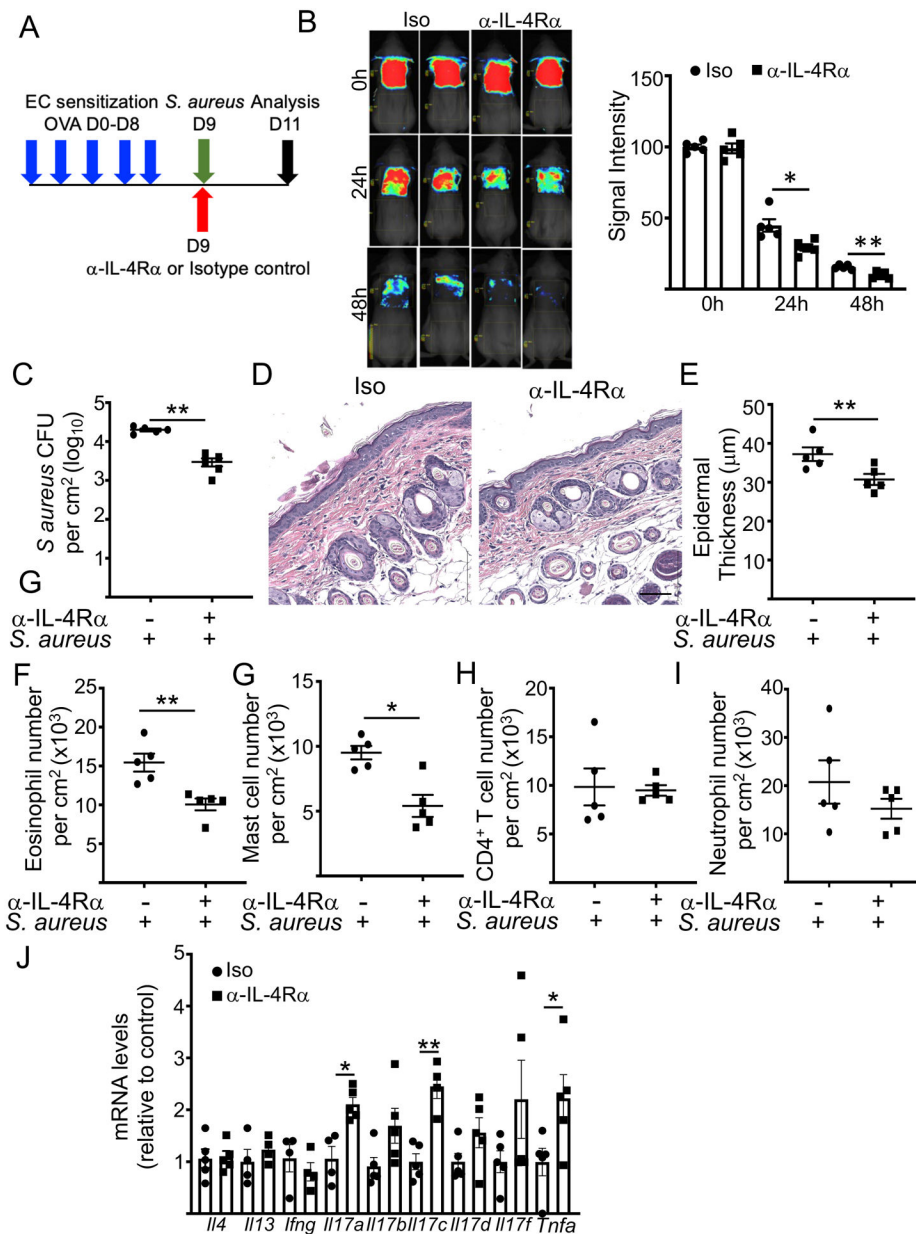 A
EC sensitization S. aureus Analysis
OVA D0-D8 D9 D11
D9
α-IL-4Rα or Isotype control
B
Iso α-IL-4Rα
0h
24h
48h
Iso α-IL-4Rα
Signal Intensity
150
100
50
* **
0h 24h 48h
C
S aureus CFU
per cm2 (log10)
5
4
3
2
1
**
G
α-IL-4Rα - +
S. aureus + +
D
Iso α-IL-4Rα
E
Epidermal
Thickness (μm)
50
40
30
20
10
0
**
α-IL-4Rα - +
S. aureus + +
F
Eosinophil number
per cm2 (x103)
20
15
10
5
0
**
α-IL-4Rα - +
S. aureus + +
G
Mast cell number
per cm2 (x103)
15
10
5
0
*
α-IL-4Rα - +
S. aureus + +
H
CD4+ T cell number
per cm2 (x103)
20
15
10
5
α-IL-4Rα - +
S. aureus + +
I
Neutrophil number
per cm2 (x103)
40
30
20
10
0
α-IL-4Rα - +
S. aureus + +
J
Iso
α-IL-4Rα
mRNA levels
(relative to control)
5
4
3
2
1
* ** *
Il4 Il13 Ifng Il17a Il17b Il17c Il17d Il17f Tnfa